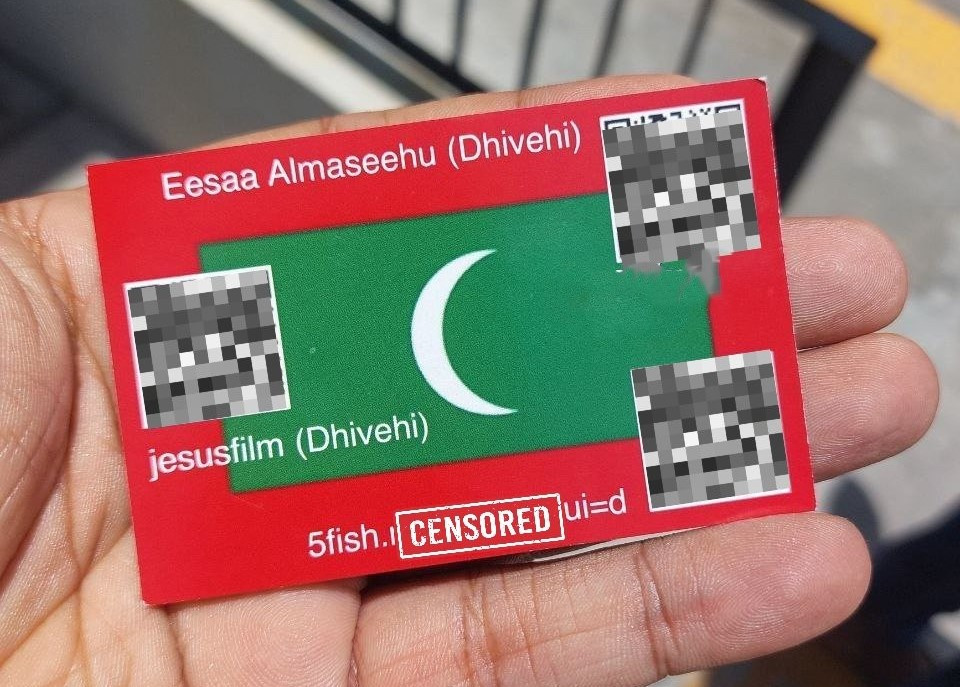 Eesaa Almaseehu (Dhivehi)
jesusfilm (Dhivehi)
5fish. CENSORED ui=d